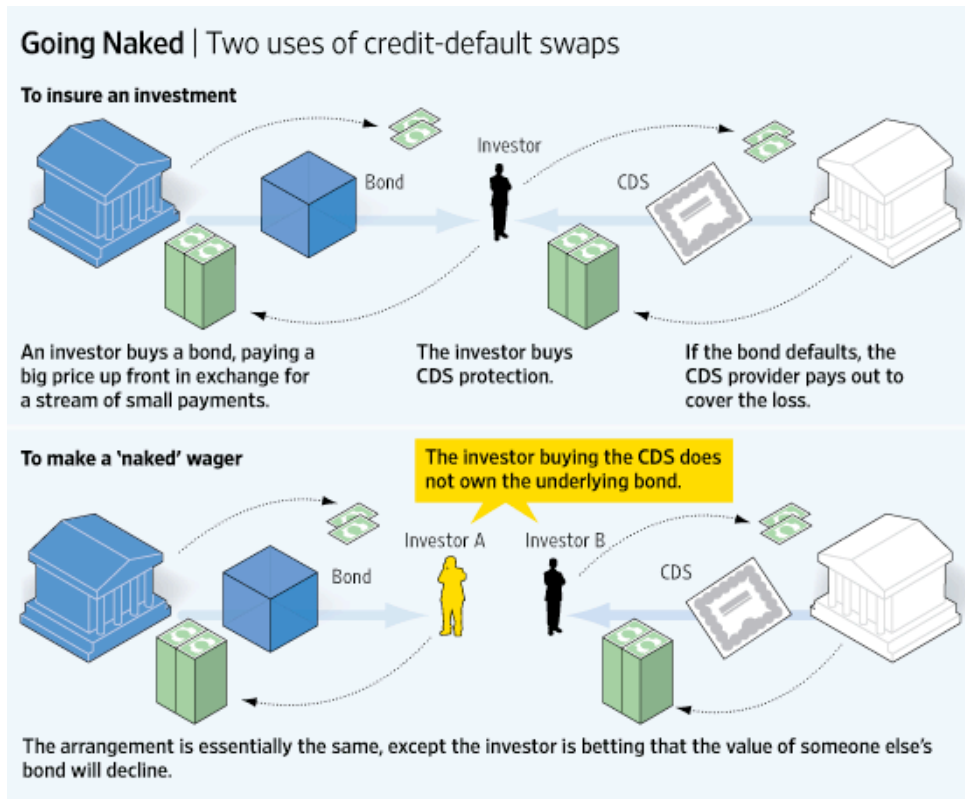 Going Naked | Two uses of credit-default swaps
To insure an investment
Investor
Bond
CDS
An investor buys a bond, paying a
big price up front in exchange for
a stream of small payments.
The investor buys
CDS protection.
If the bond defaults, the
CDS provider pays out to
cover the loss.
To make a ‘naked’ wager
The investor buying the CDS does
not own the underlying bond.
Investor A
Investor B
Bond
CDS
The arrangement is essentially the same, except the investor is betting that the value of someone else’s
bond will decline.